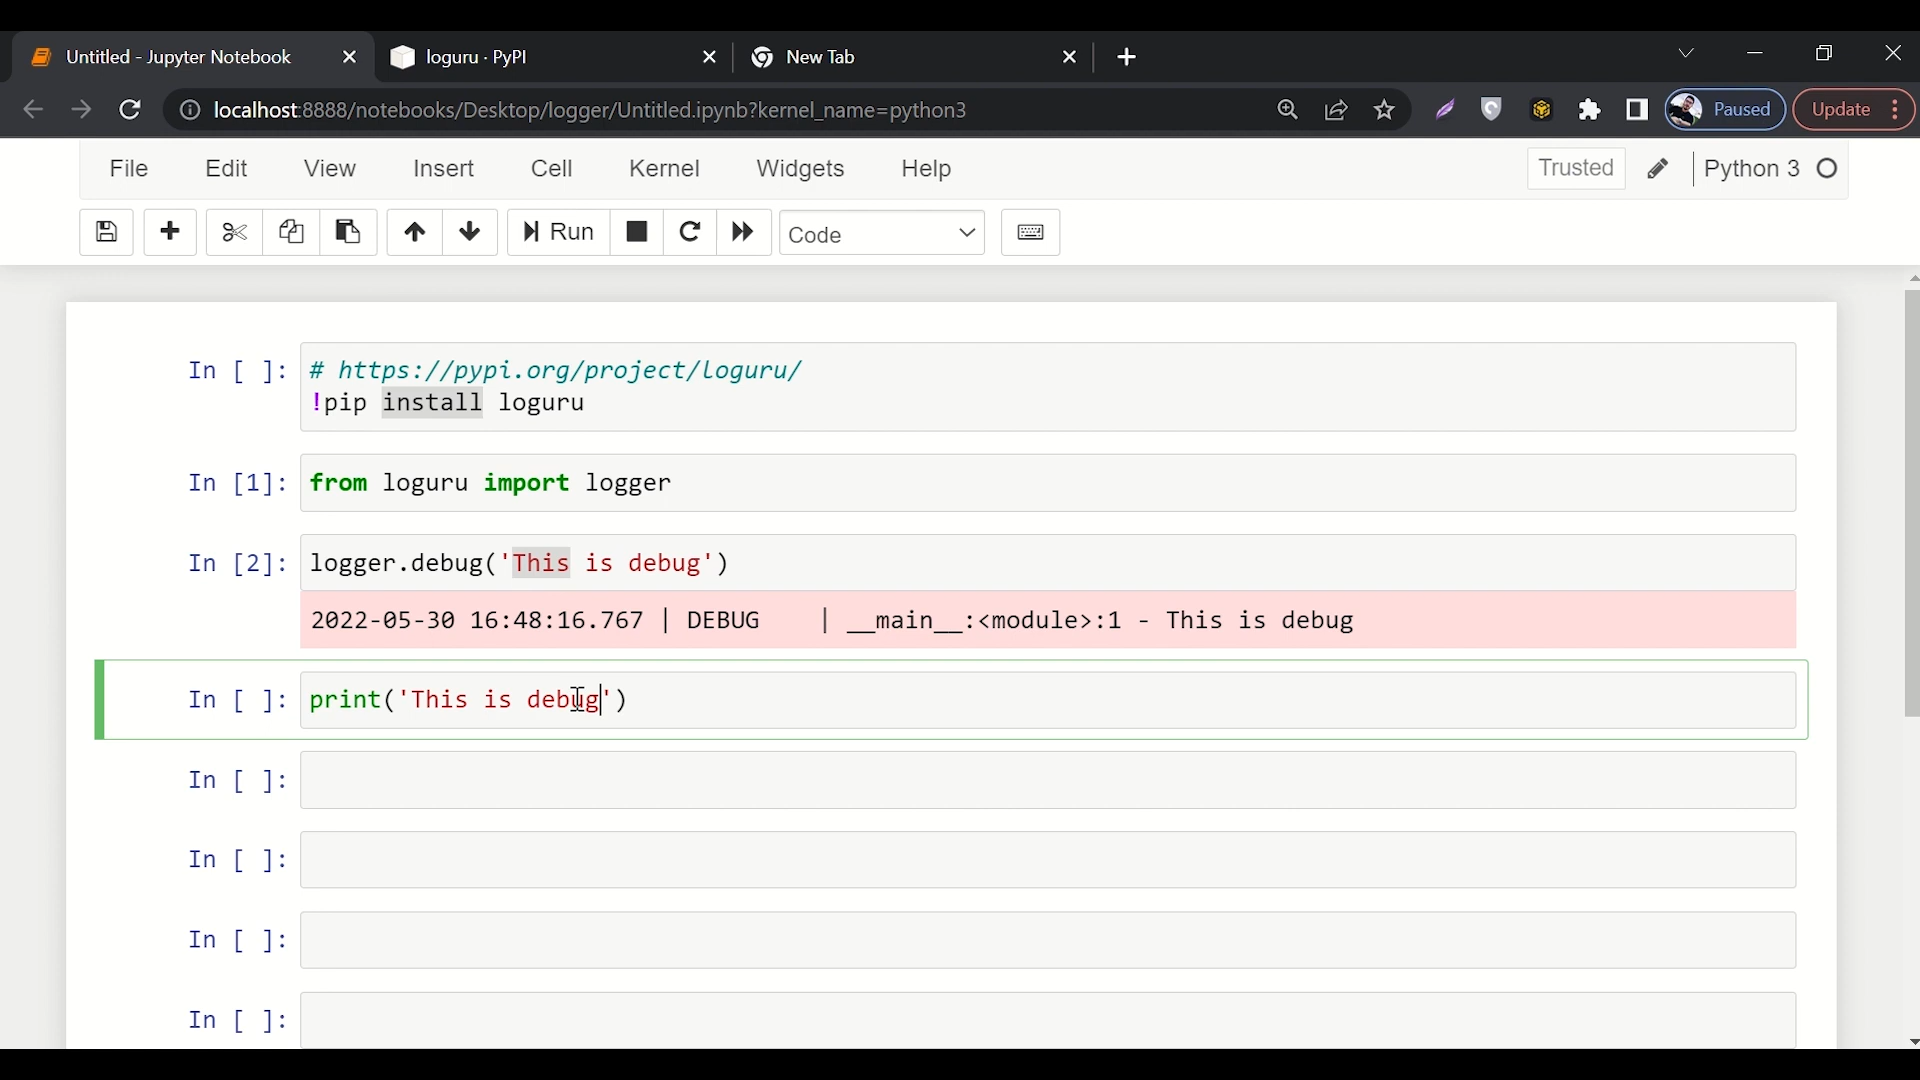 Untitled - Jupyter Notebook
loguru · PyPI
New Tab
localhost:8888/notebooks/Desktop/logger/Untitled.ipynb?kernel_name=python3
Paused
Update
File Edit View Insert Cell Kernel Widgets Help
Trusted
Python 3
Run
Code
In [ ]: # https://pypi.org/project/loguru/
!pip install loguru
In [1]: from loguru import logger
In [2]: logger.debug('This is debug')
2022-05-30 16:48:16.767 | DEBUG    | __main__:<module>:1 - This is debug
In [ ]: print('This is debug')
In [ ]:
In [ ]:
In [ ]:
In [ ]: